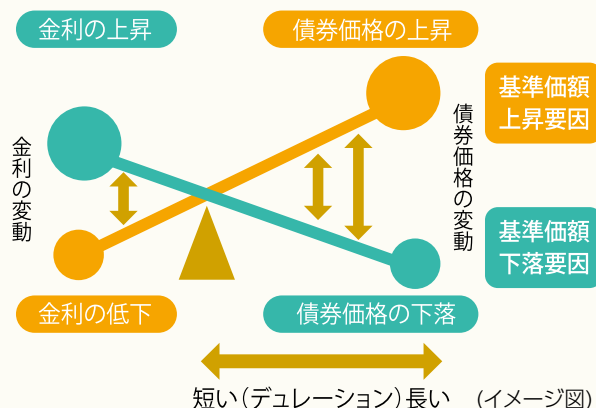 金利の上昇
債券価格の上昇
基準価額
上昇要因
金利の変動
債券価格の変動
基準価額
下落要因
金利の低下
債券価格の下落
短い（デュレーション）長い (イメージ図)